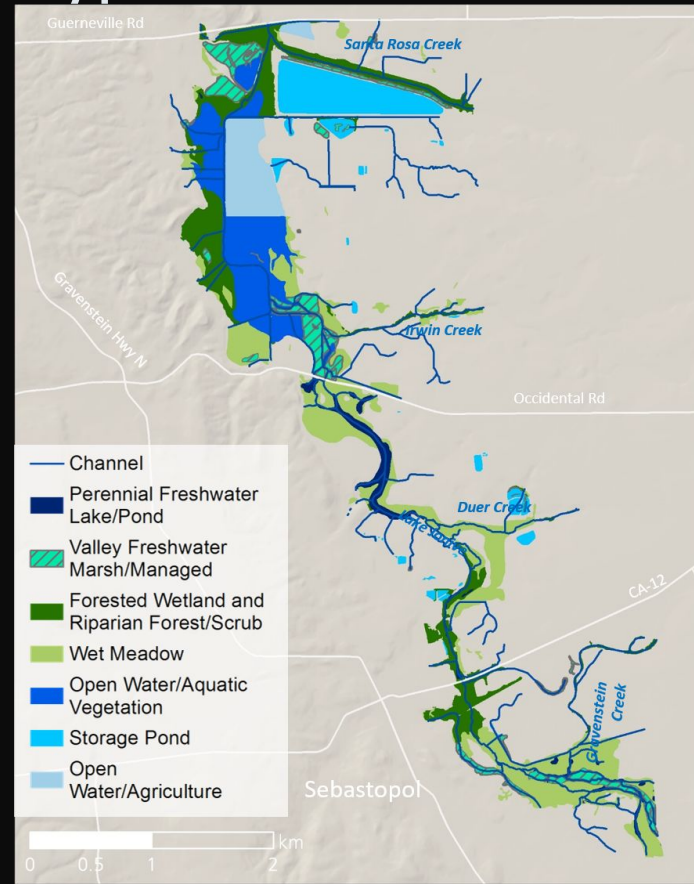 Guerneville Rd
Santa Rosa Creek
Gravenstein Hwy N
Irwin Creek
Occidental Rd
Channel
Perennial Freshwater
Lake/Pond
Valley Freshwater
Marsh/Managed
Forested Wetland and
Riparian Forest/Scrub
Wet Meadow
Open Water/Aquatic
Vegetation
Storage Pond
Open
Water/Agriculture
Duer Creek
CA-12
Gravenstein
Creek
Sebastopol
km
0 0.5 1 2